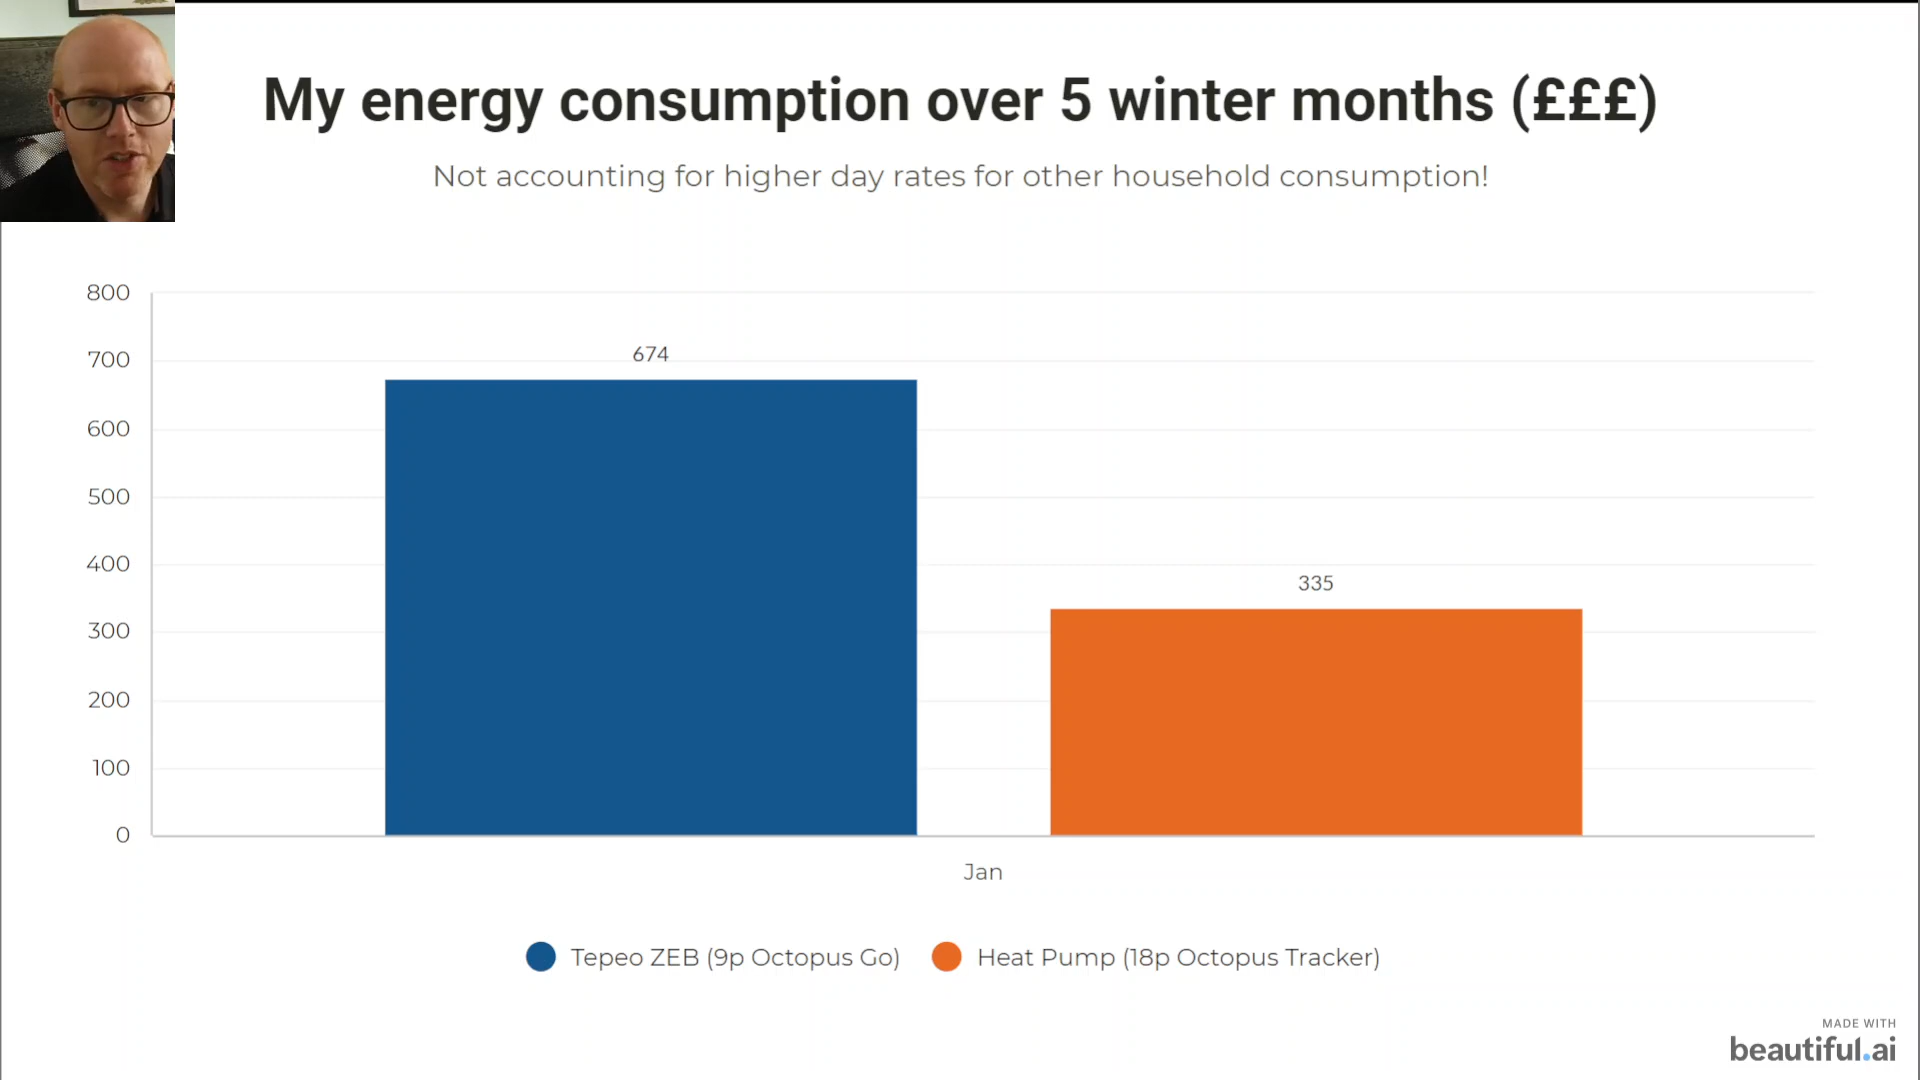 My energy consumption over 5 winter months (£££)
Not accounting for higher day rates for other household consumption!
800
700
600
500
400
300
200
100
0
674
335
Jan
Tepeo ZEB (9p Octopus Go)
Heat Pump (18p Octopus Tracker)
MADE WITH
beautiful.ai